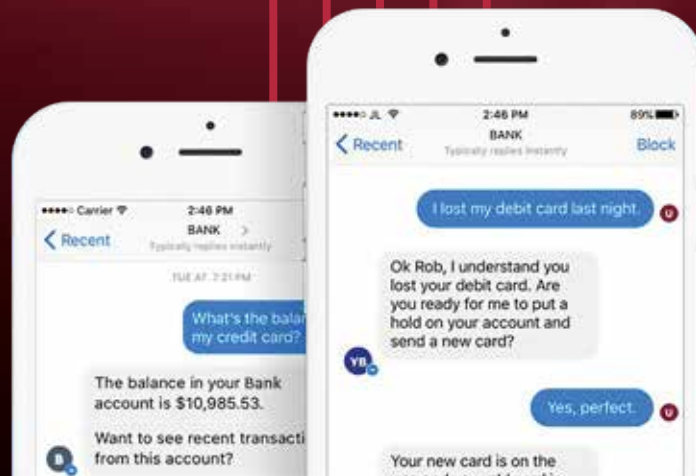 Carrier
2:46 PM
Recent
BANK
Typically replies instantly
TUE AT 7:21 PM
What's the balan
my credit card?
The balance in your Bank
account is $10,985.53.
Want to see recent transacti
from this account?
B
JL
2:46 PM
89%
Recent
BANK
Block
Typically replies instantly
I lost my debit card last night.
U
Ok Rob, I understand you
lost your debit card. Are
you ready for me to put a
hold on your account and
send a new card?
YB
Yes, perfect.
U
Your new card is on the